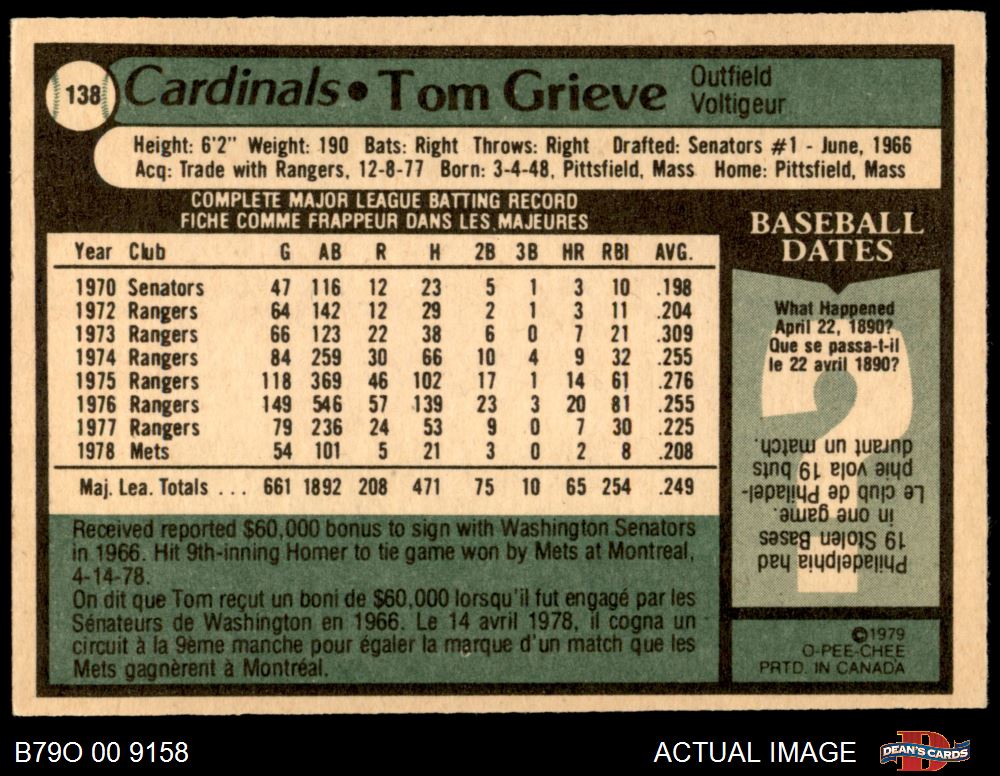 138 Cardinals • Tom Grieve Outfield
Voltigeur
Height: 6'2" Weight: 190 Bats: Right Throws: Right Drafted: Senators #1 - June, 1966
Acq: Trade with Rangers, 12-8-77 Born: 3-4-48, Pittsfield, Mass Home: Pittsfield, Mass
COMPLETE MAJOR LEAGUE BATTING RECORD
FICHE COMME FRAPPEUR DANS LES MAJEURES
Year Club G AB R H 2B 3B HR RBI AVG.
1970 Senators 47 116 12 23 5 1 3 10 .198
1972 Rangers 64 142 12 29 2 1 3 11 .204
1973 Rangers 66 123 22 38 6 0 7 21 .309
1974 Rangers 84 259 30 66 10 4 9 32 .255
1975 Rangers 118 369 46 102 17 1 14 61 .276
1976 Rangers 149 546 57 139 23 3 20 81 .255
1977 Rangers 79 236 24 53 9 0 7 30 .225
1978 Mets 54 101 5 21 3 0 2 8 .208
Maj. Lea. Totals ... 661 1892 208 471 75 10 65 254 .249
Received reported $60,000 bonus to sign with Washington Senators
in 1966. Hit 9th-inning Homer to tie game won by Mets at Montreal,
4-14-78.
On dit que Tom reçut un boni de $60,000 lorsqu'il fut engagé par les
Sénateurs de Washington en 1966. Le 14 avril 1978, il cogna un
circuit à la 9ème manche pour égaler la marque d'un match que les
Mets gagnèrent à Montréal.
BASEBALL
DATES
What Happened
April 22, 1890?
Que se passa-t-il
le 22 avril 1890?
Philadelphia had
19 Stolen Bases
in one game.
Le club de Philadel-
phie vola 19 buts
durant un match.
©1979
O-PEE-CHEE
PRTD. IN CANADA
B79O 00 9158
ACTUAL IMAGE
DEAN'S CARDS